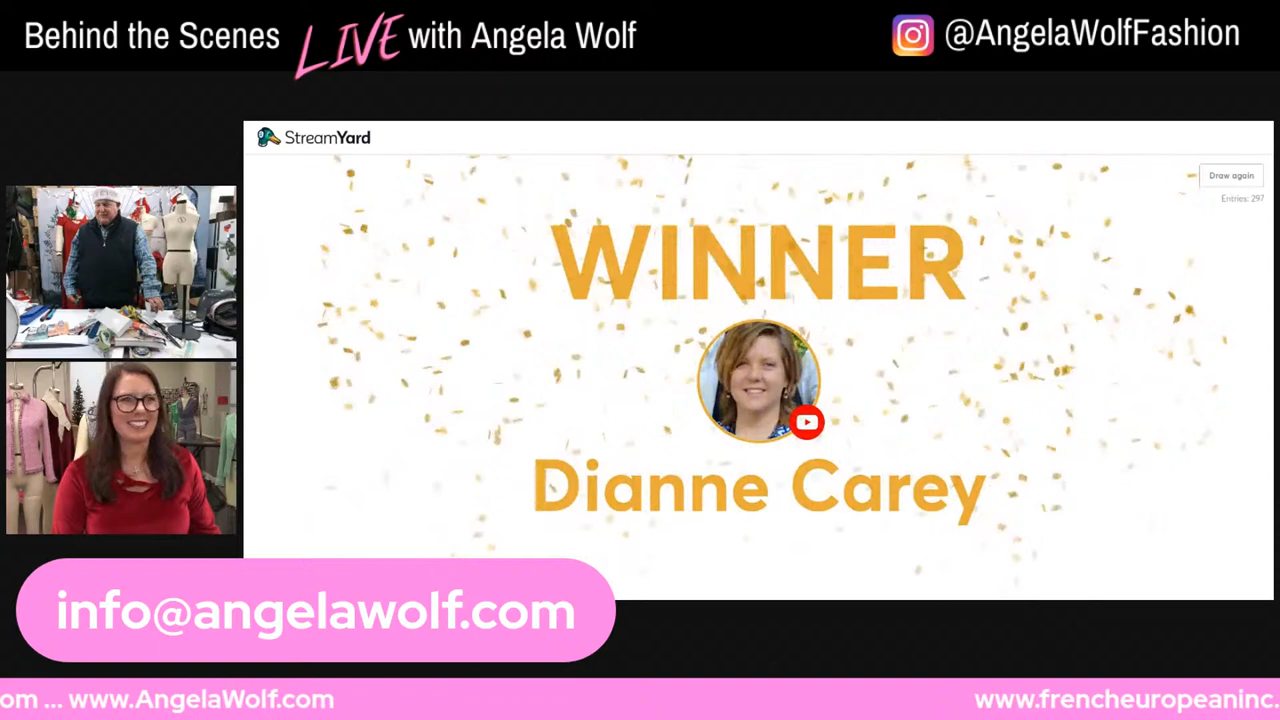 Behind the Scenes LIVE with Angela Wolf
@AngelaWolfFashion
StreamYard
Draw again
Entries: 297
WINNER
Dianne Carey
info@angelawolf.com
om ... www.AngelaWolf.com
www.frencheuropeaninc.